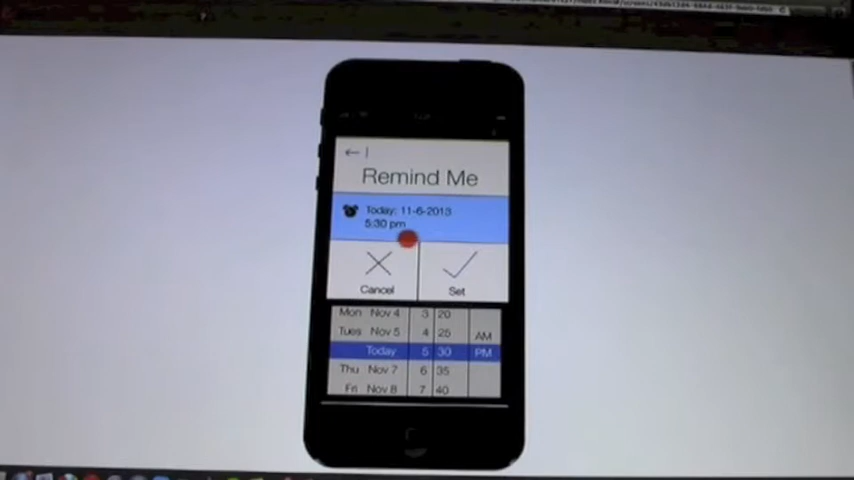 Remind Me
Today: 11-6-2013
5:30 pm
Cancel Set
Mon Nov 4 3 20
Tues Nov 5 4 25 AM
Today 5 30 PM
Thu Nov 7 6 35
Fri Nov 8 7 40